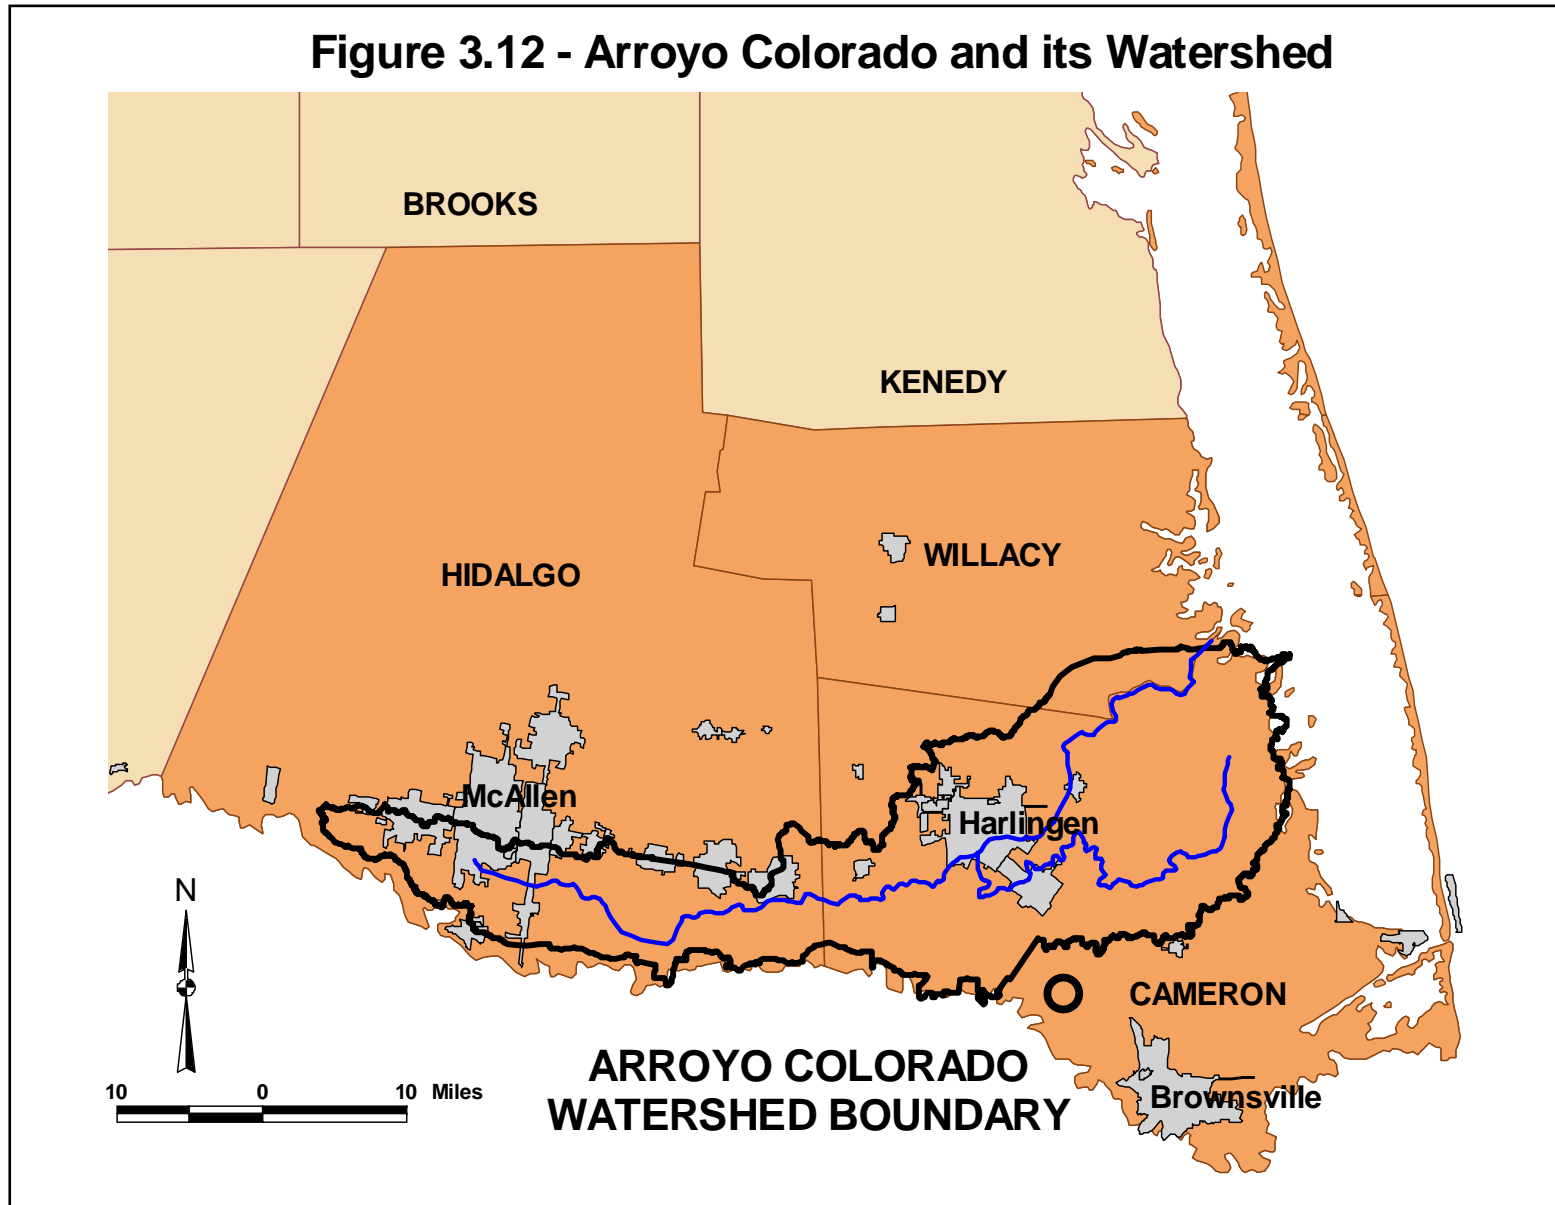 Figure 3.12 - Arroyo Colorado and its Watershed
BROOKS
KENEDY
HIDALGO
WILLACY
McAllen
Harlingen
N
CAMERON
ARROYO COLORADO
WATERSHED BOUNDARY
10 0 10 Miles
Brownsville